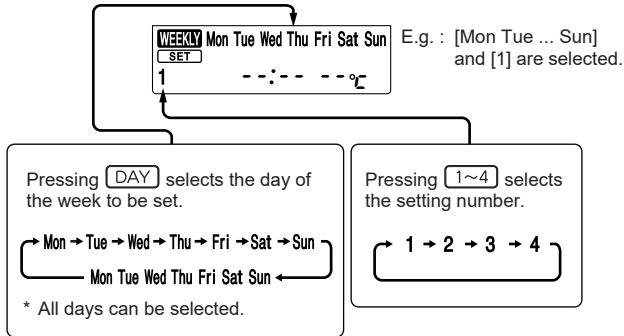 WEEKLY Mon Tue Wed Thu Fri Sat Sun
SET
1 --:-- --°C
E.g. : [Mon Tue ... Sun]
and [1] are selected.
Pressing DAY selects the day of
the week to be set.
Mon → Tue → Wed → Thu → Fri → Sat → Sun
Mon Tue Wed Thu Fri Sat Sun
* All days can be selected.
Pressing 1~4 selects
the setting number.
1 → 2 → 3 → 4